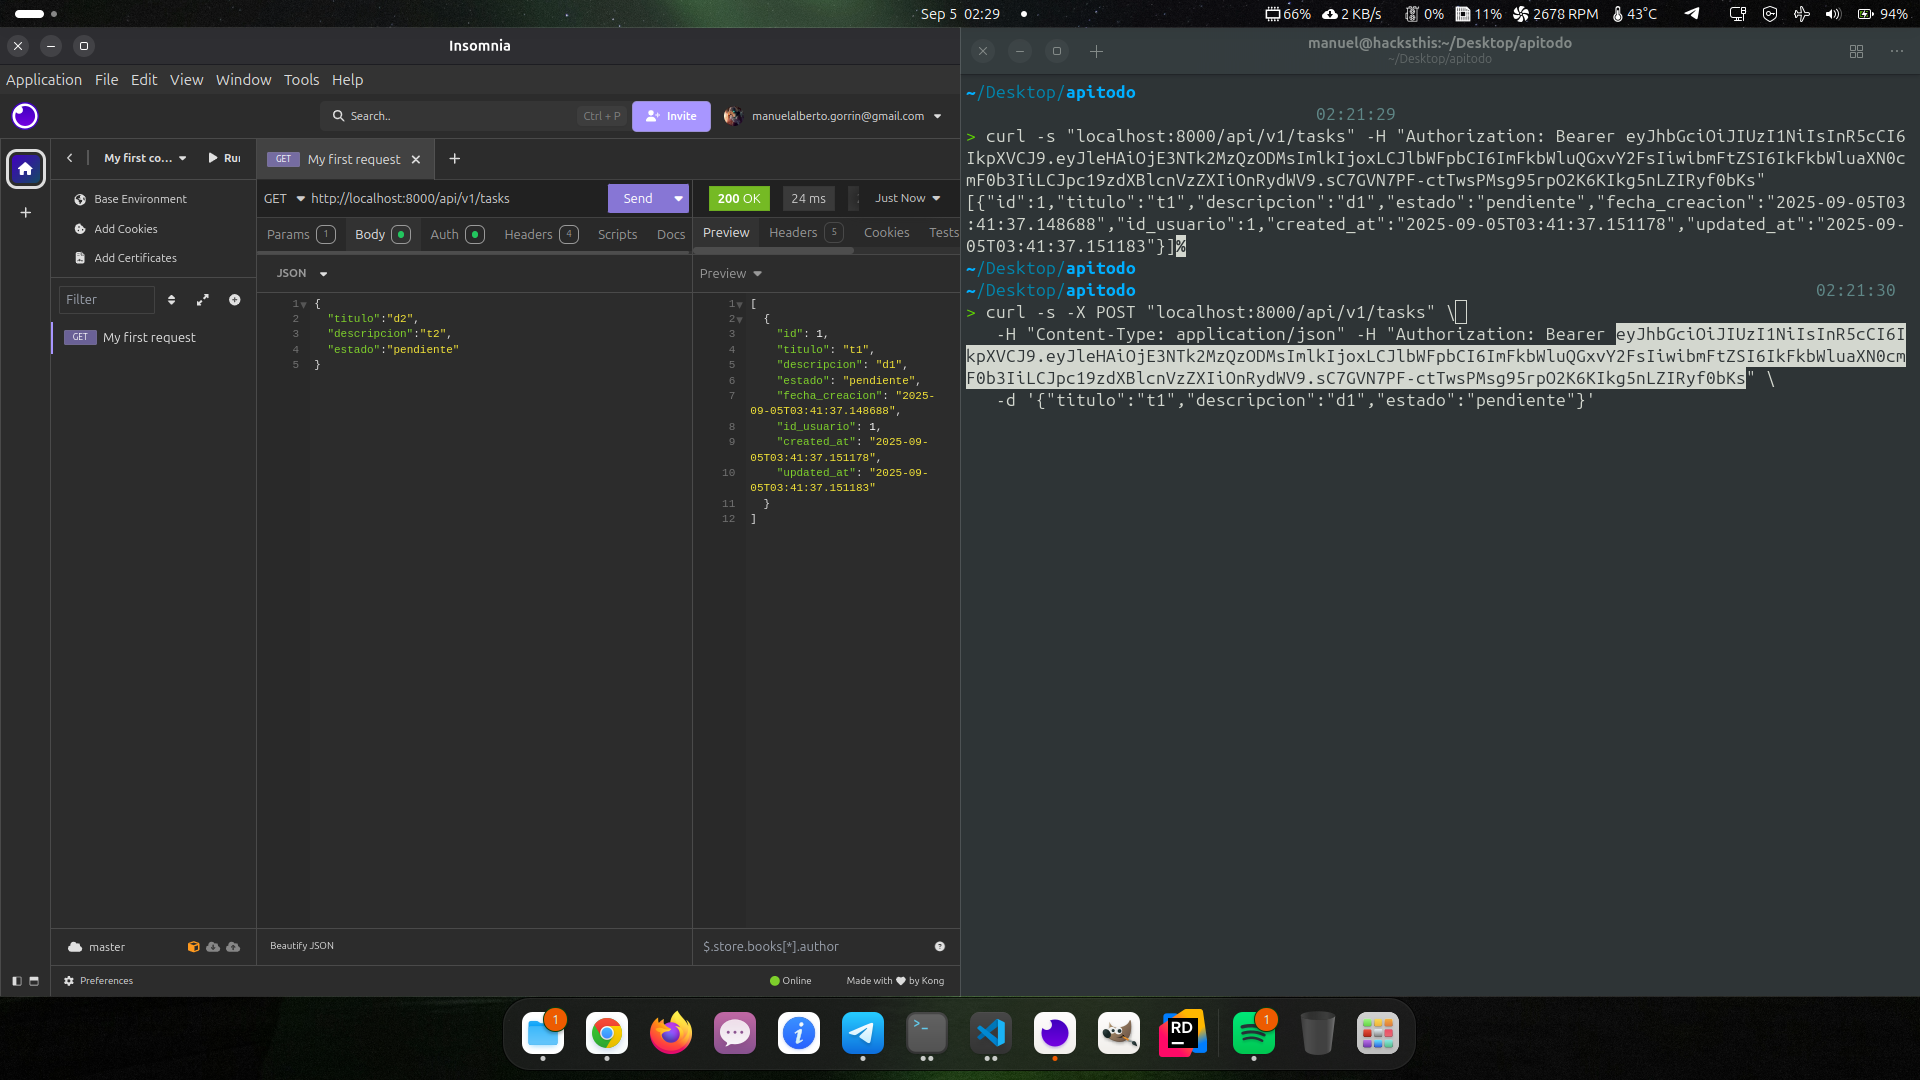 Sep 5 02:29
66% 2 KB/s 0% 11% 2678 RPM 43°C 94%
Insomnia
Application File Edit View Window Tools Help
Search.. Ctrl + P
Invite
manuelalberto.gorrin@gmail.com
My first co... Run
Base Environment
Add Cookies
Add Certificates
Filter
GET My first request
GET My first request
GET http://localhost:8000/api/v1/tasks Send
Params 1 Body Auth Headers 4 Scripts Docs
JSON
1 {
2 "titulo":"d2",
3 "descripcion":"t2",
4 "estado":"pendiente"
5 }
200 OK 24 ms Just Now
Preview Headers 5 Cookies Tests
Preview
1 [
2 {
3 "id": 1,
4 "titulo": "t1",
5 "descripcion": "d1",
6 "estado": "pendiente",
7 "fecha_creacion": "2025-
09-05T03:41:37.148688",
8 "id_usuario": 1,
9 "created_at": "2025-09-
05T03:41:37.151178",
10 "updated_at": "2025-09-
05T03:41:37.151183"
11 }
12 ]
master
Beautify JSON
$.store.books[*].author
Preferences
Online
Made with by Kong
manuel@hacksthis:~/Desktop/apitodo
~/Desktop/apitodo
~/Desktop/apitodo
02:21:29
> curl -s "localhost:8000/api/v1/tasks" -H "Authorization: Bearer eyJhbGciOiJIUzI1NiIsInR5cCI6
IkpXVCJ9.eyJleHAiOjE3NTk2MzQzODMsImlkIjoxLCJlbWFpbCI6ImFkbWluQGxvY2FsIiwibmFtZSI6IkFkbWluaXN0c
mF0b3IiLCJpc19zdXBlcnVzZXIiOnRydWV9.sC7GVN7PF-ctTwsPMsg95rpO2K6KIkg5nLZIRyf0bKs"
[{"id":1,"titulo":"t1","descripcion":"d1","estado":"pendiente","fecha_creacion":"2025-09-05T03
:41:37.148688","id_usuario":1,"created_at":"2025-09-05T03:41:37.151178","updated_at":"2025-09-
05T03:41:37.151183"}]%
~/Desktop/apitodo
~/Desktop/apitodo 02:21:30
> curl -s -X POST "localhost:8000/api/v1/tasks" \
-H "Content-Type: application/json" -H "Authorization: Bearer eyJhbGciOiJIUzI1NiIsInR5cCI6I
kpXVCJ9.eyJleHAiOjE3NTk2MzQzODMsImlkIjoxLCJlbWFpbCI6ImFkbWluQGxvY2FsIiwibmFtZSI6IkFkbWluaXN0cm
F0b3IiLCJpc19zdXBlcnVzZXIiOnRydWV9.sC7GVN7PF-ctTwsPMsg95rpO2K6KIkg5nLZIRyf0bKs" \
-d '{"titulo":"t1","descripcion":"d1","estado":"pendiente"}'
1
RD
1